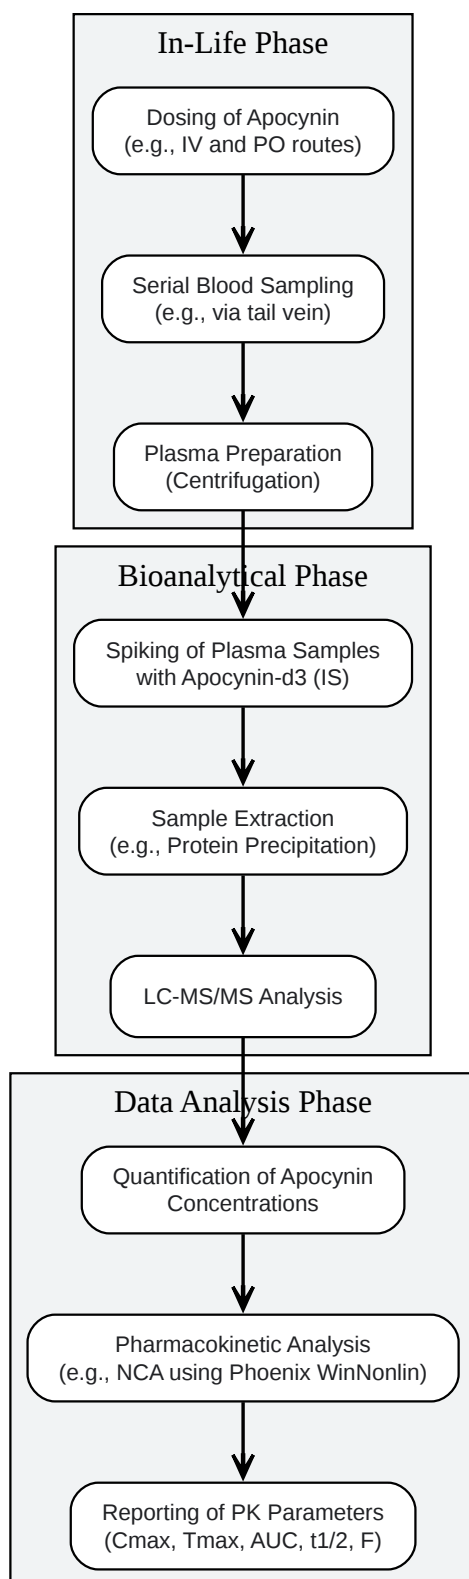 In-Life Phase
Dosing of Apocynin
(e.g., IV and PO routes)
Serial Blood Sampling
(e.g., via tail vein)
Plasma Preparation
(Centrifugation)
Bioanalytical Phase
Spiking of Plasma Samples
with Apocynin-d3 (IS)
Sample Extraction
(e.g., Protein Precipitation)
LC-MS/MS Analysis
Data Analysis Phase
Quantification of Apocynin
Concentrations
Pharmacokinetic Analysis
(e.g., NCA using Phoenix WinNonlin)
Reporting of PK Parameters
(Cmax, Tmax, AUC, t1/2, F)